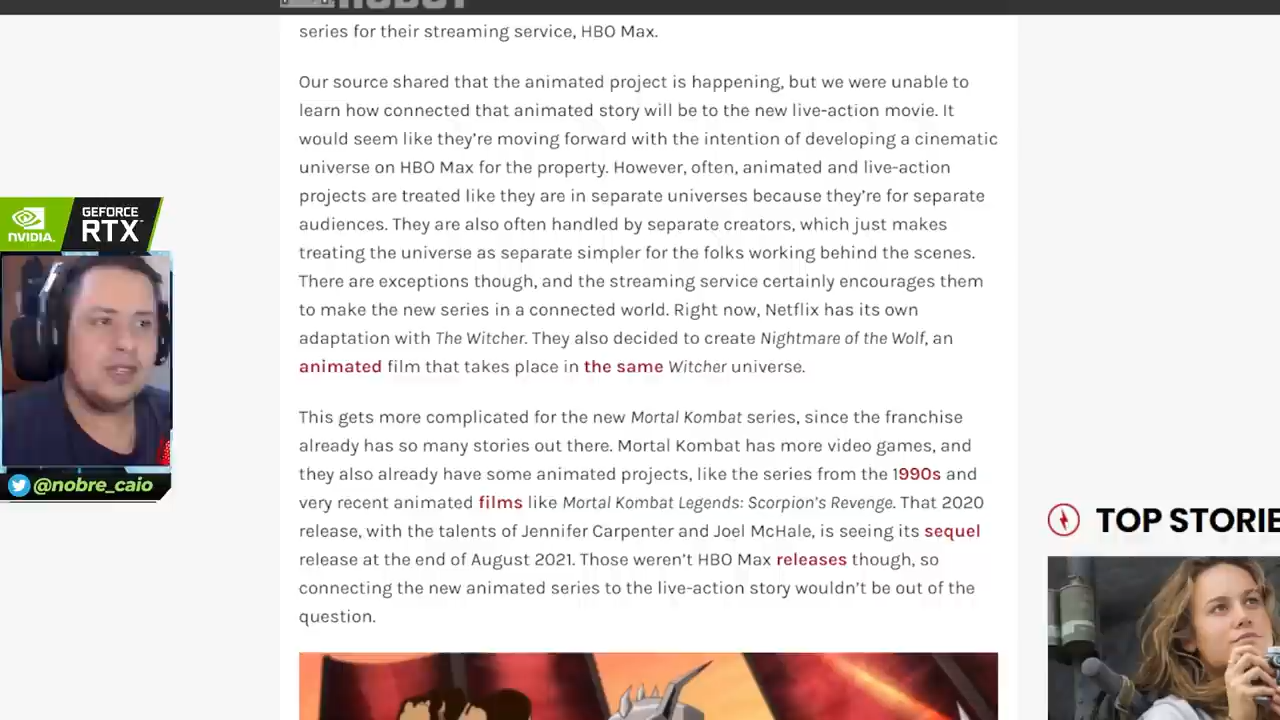 series for their streaming service, HBO Max.
Our source shared that the animated project is happening, but we were unable to
learn how connected that animated story will be to the new live-action movie. It
would seem like they’re moving forward with the intention of developing a cinematic
universe on HBO Max for the property. However, often, animated and live-action
projects are treated like they are in separate universes because they’re for separate
audiences. They are also often handled by separate creators, which just makes
treating the universe as separate simpler for the folks working behind the scenes.
There are exceptions though, and the streaming service certainly encourages them
to make the new series in a connected world. Right now, Netflix has its own
adaptation with The Witcher. They also decided to create Nightmare of the Wolf, an
animated film that takes place in the same Witcher universe.
This gets more complicated for the new Mortal Kombat series, since the franchise
already has so many stories out there. Mortal Kombat has more video games, and
they also already have some animated projects, like the series from the 1990s and
very recent animated films like Mortal Kombat Legends: Scorpion’s Revenge. That 2020
release, with the talents of Jennifer Carpenter and Joel McHale, is seeing its sequel
release at the end of August 2021. Those weren’t HBO Max releases though, so
connecting the new animated series to the live-action story wouldn’t be out of the
question.
NVIDIA.
GEFORCE
RTX
@nobre_caio
TOP STORIE